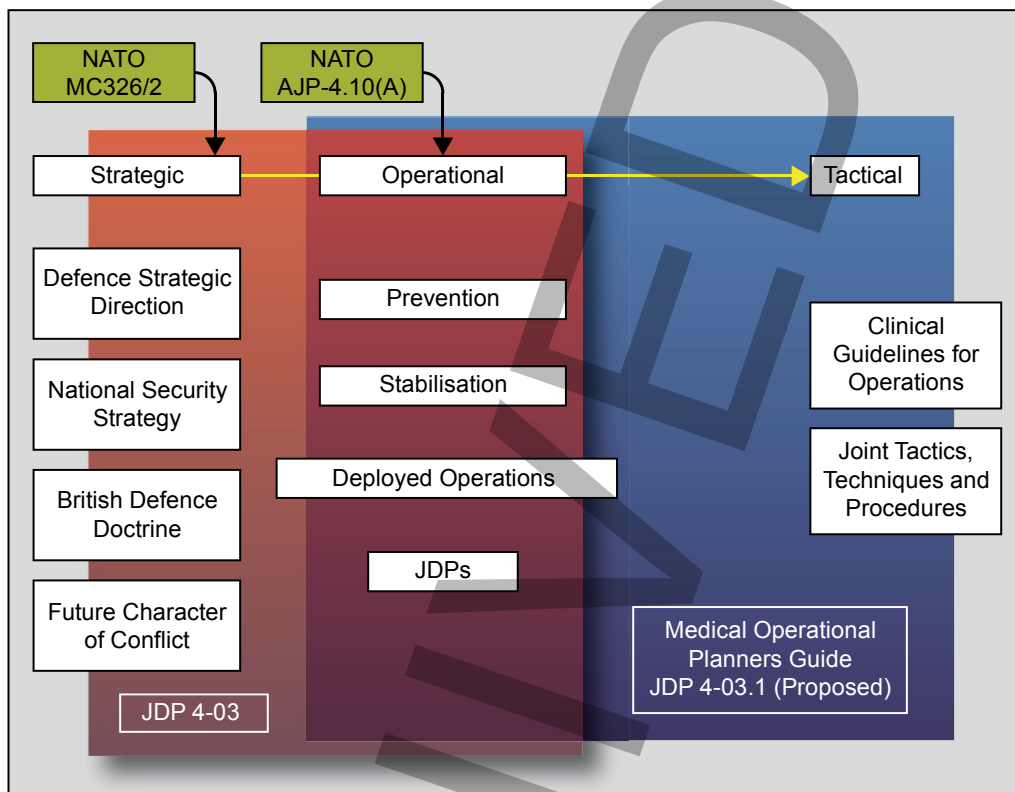 NATO
MC326/2
NATO
AJP-4.10(A)
Strategic
Operational
Tactical
Defence Strategic
Direction
National Security
Strategy
British Defence
Doctrine
Future Character
of Conflict
Prevention
Stabilisation
Deployed Operations
JDPs
Clinical
Guidelines for
Operations
Joint Tactics,
Techniques and
Procedures
JDP 4-03
Medical Operational
Planners Guide
JDP 4-03.1 (Proposed)